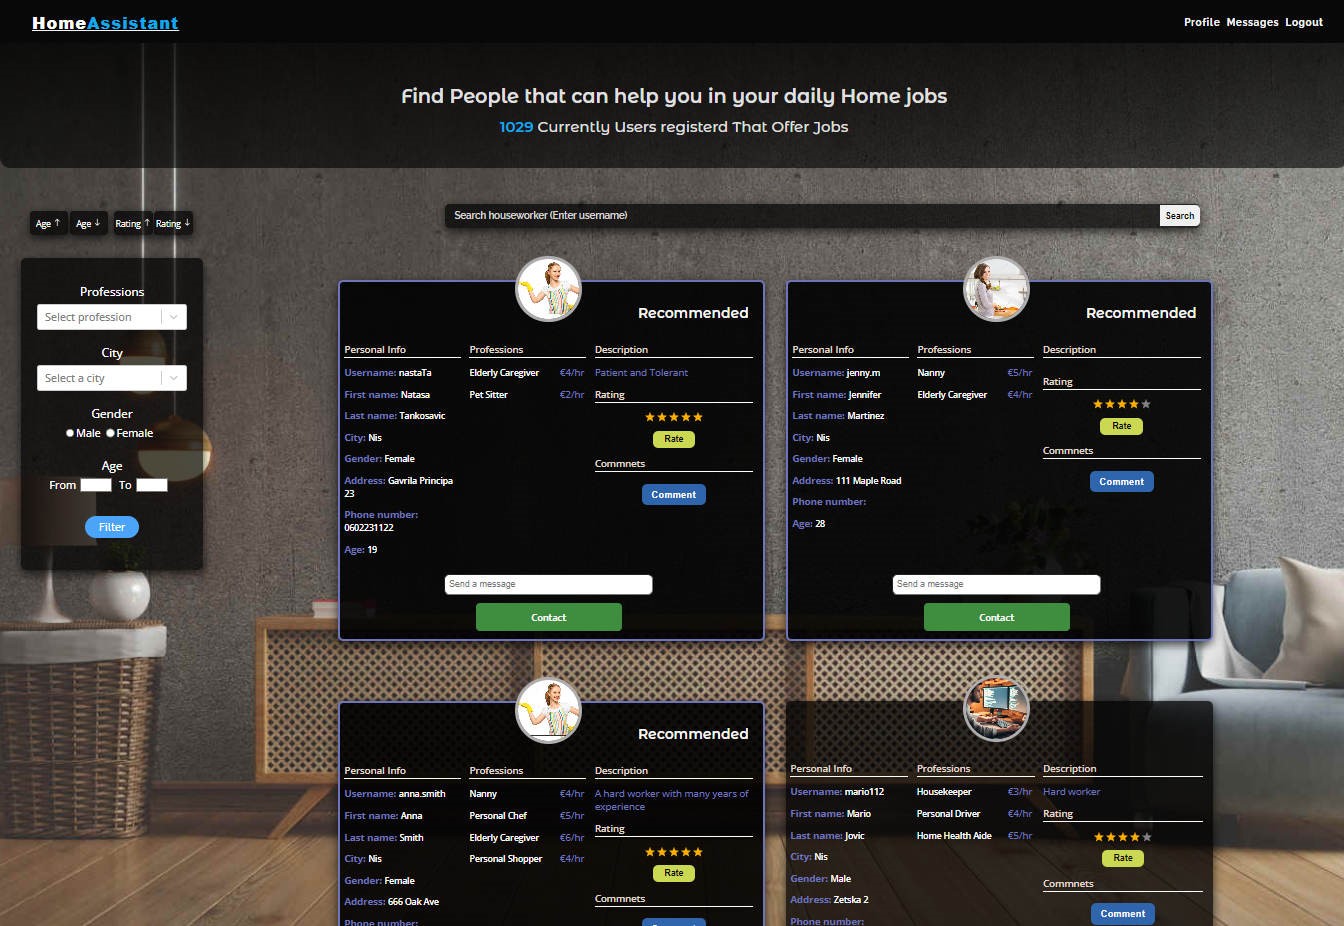 HomeAssistant
Profile Messages Logout
Find People that can help you in your daily Home jobs
1029 Currently Users registerd That Offer Jobs
Age ↑ Age ↓ Rating ↑ Rating ↓
Search houseworker (Enter username) Search
Professions
Select profession
City
Select a city
Gender
Male Female
Age
From To
Filter
Recommended
Personal Info
Username: nastaTa
First name: Natasa
Last name: Tankosavic
City: Nis
Gender: Female
Address: Gavrila Principa
23
Phone number:
0602231122
Age: 19
Professions
Elderly Caregiver €4/hr
Pet Sitter €2/hr
Description
Patient and Tolerant
Rating
Rate
Commnets
Comment
Send a message
Contact
Recommended
Personal Info
Username: jenny.m
First name: Jennifer
Last name: Martinez
City: Nis
Gender: Female
Address: 111 Maple Road
Phone number:
Age: 28
Professions
Nanny €5/hr
Elderly Caregiver €4/hr
Description
Rating
Rate
Commnets
Comment
Send a message
Contact
Recommended
Personal Info
Username: anna.smith
First name: Anna
Last name: Smith
City: Nis
Gender: Female
Address: 666 Oak Ave
Phone number:
Professions
Nanny €4/hr
Personal Chef €5/hr
Elderly Caregiver €6/hr
Personal Shopper €4/hr
Description
A hard worker with many years of
experience
Rating
Rate
Commnets
Comment
Personal Info
Username: mario112
First name: Mario
Last name: Jovic
City: Nis
Gender: Male
Address: Zetska 2
Phone number:
Professions
Housekeeper €3/hr
Personal Driver €4/hr
Home Health Aide €5/hr
Description
Hard worker
Rating
Rate
Commnets
Comment